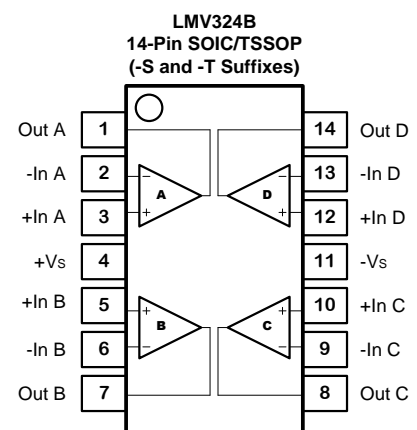 LMV324B
14-Pin SOIC/TSSOP
(-S and -T Suffixes)
Out A 1 14 Out D
-In A 2 − − 13 -In D
A D
+In A 3 + + 12 +In D
+Vs 4 11 -Vs
+In B 5 + + 10 +In C
B C
-In B 6 − − 9 -In C
Out B 7 8 Out C